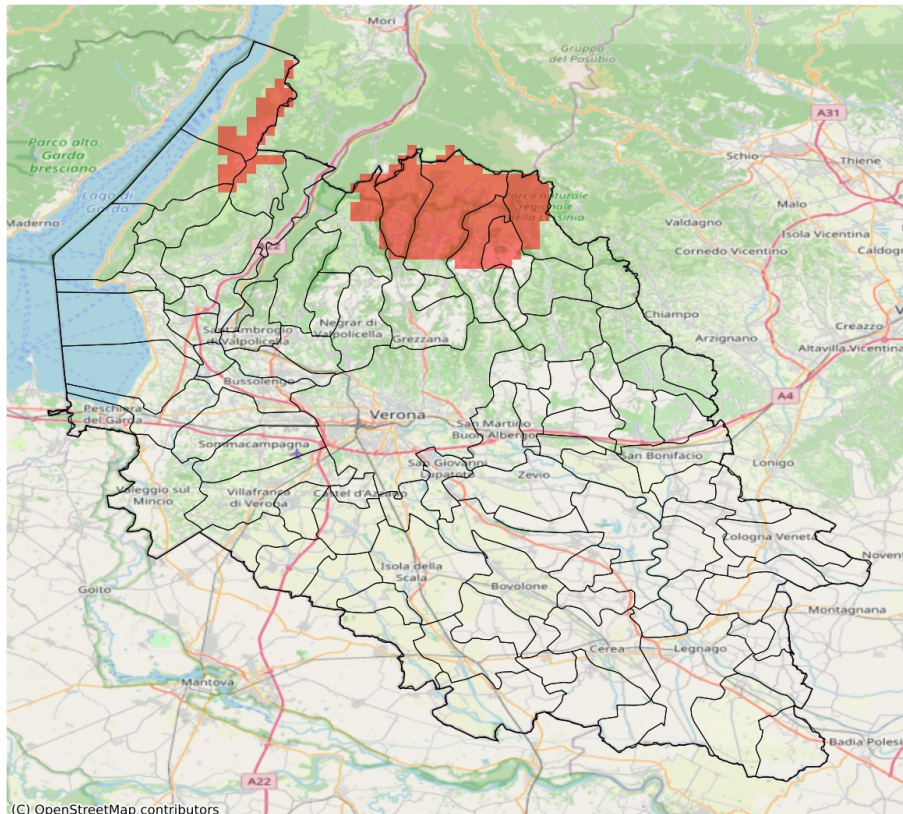 Mori
Gruppo
del Pasubio
A31
Parco alto
Garda
bresciano
Schio
Thiene
Lago di
Garda
Malo
Maderno
Valdagno
Isola Vicentina
Cornedo Vicentino
A22
Chiampo
Sant'Ambrogio
di Valpolicella
Negrar di
Valpolicella
Grezzana
Creazzo
Arzignano
Altavilla Vicentina
Bussolengo
A4
Peschiera
del Garda
Verona
San Martino
Buon Albergo
Sommacampagna
San Giovanni
Lupatoto
Zevio
San Bonifacio
Lonigo
Valeggio sul
Mincio
Villafranca
di Verona
Castel d'Azzano
Cologna Veneta
Isola della
Scala
Bovolone
Goito
Montagnana
Cerea
Legnago
Mantova
Badia Polesi
A22
(C) OpenStreetMap contributors